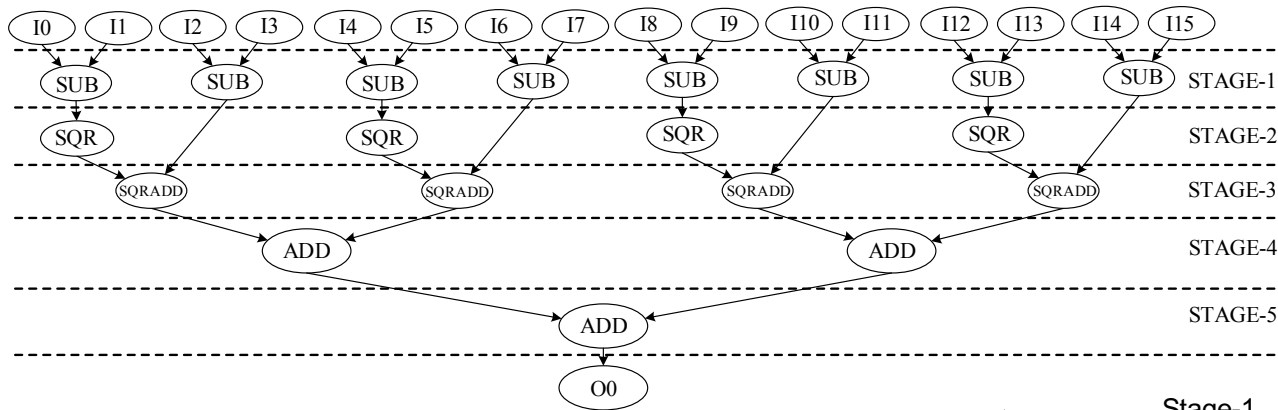 I0 I1 I2 I3 I4 I5 I6 I7 I8 I9 I10 I11 I12 I13 I14 I15
SUB SUB SUB SUB SUB SUB SUB SUB STAGE-1
SQR SQR SQR SQR STAGE-2
SQRADD SQRADD SQRADD SQRADD STAGE-3
ADD ADD STAGE-4
ADD STAGE-5
O0
Stage-1